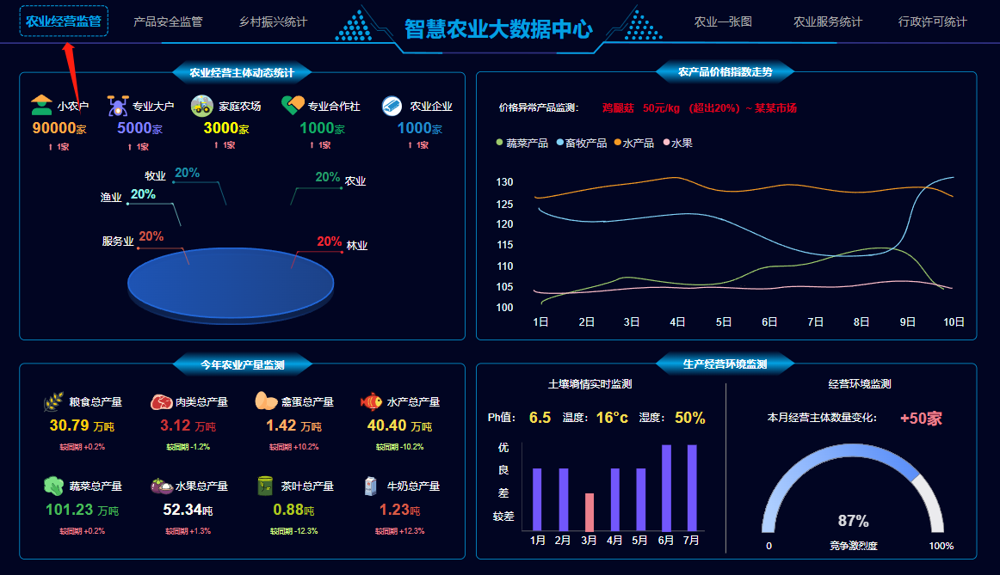 农业经营监管 产品安全监管 乡村振兴统计 智慧农业大数据中心 农业一张图 农业服务统计 行政许可统计
农业经营主体动态统计
小农户 专业大户 家庭农场 专业合作社 农业企业
90000家 5000家 3000家 1000家 1000家
1家 1家 1家 1家 1家
牧业 20% 20% 农业
渔业 20%
服务业 20% 20% 林业
农产品价格指数走势
价格异常产品监测: 鸡腿菇 50元/kg (超出20%) ~ 某某市场
蔬菜产品 畜牧产品 水产品 水果
130
125
120
115
110
105
100
1日 2日 3日 4日 5日 6日 7日 8日 9日 10日
今年农业产量监测
粮食总产量 肉类总产量 禽蛋总产量 水产总产量
30.79 万吨 3.12 万吨 1.42 万吨 40.40 万吨
较同期 +0.2% 较同期 -1.2% 较同期 +10.2% 较同期 -10.2%
蔬菜总产量 水果总产量 茶叶总产量 牛奶总产量
101.23 万吨 52.34吨 0.88吨 1.23吨
较同期 +0.2% 较同期 +1.3% 较同期 -12.3% 较同期 +12.3%
生产经营环境监测
土壤墒情实时监测
Ph值: 6.5 温度: 16°c 湿度: 50%
优
良
差
较差
1月 2月 3月 4月 5月 6月 7月
经营环境监测
本月经营主体数量变化: +50家
87%
0 竞争激烈度 100%